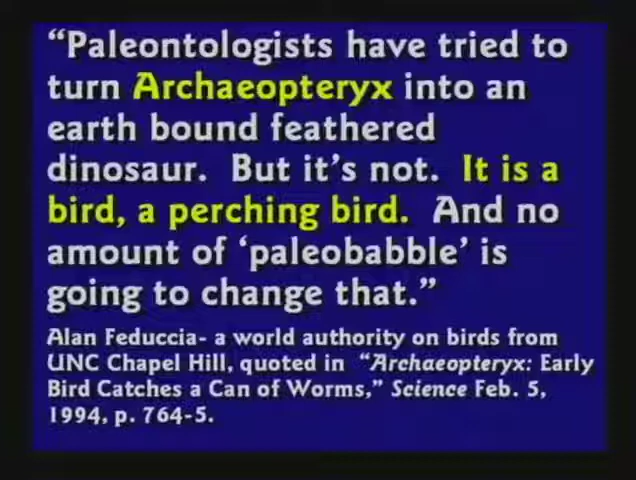 “Paleontologists have tried to
turn Archaeopteryx into an
earth bound feathered
dinosaur.  But it’s not.  It is a
bird, a perching bird.  And no
amount of ‘paleobabble’ is
going to change that.”
Alan Feduccia- a world authority on birds from
UNC Chapel Hill, quoted in  “Archaeopteryx: Early
Bird Catches a Can of Worms,” Science Feb. 5,
1994, p. 764-5.